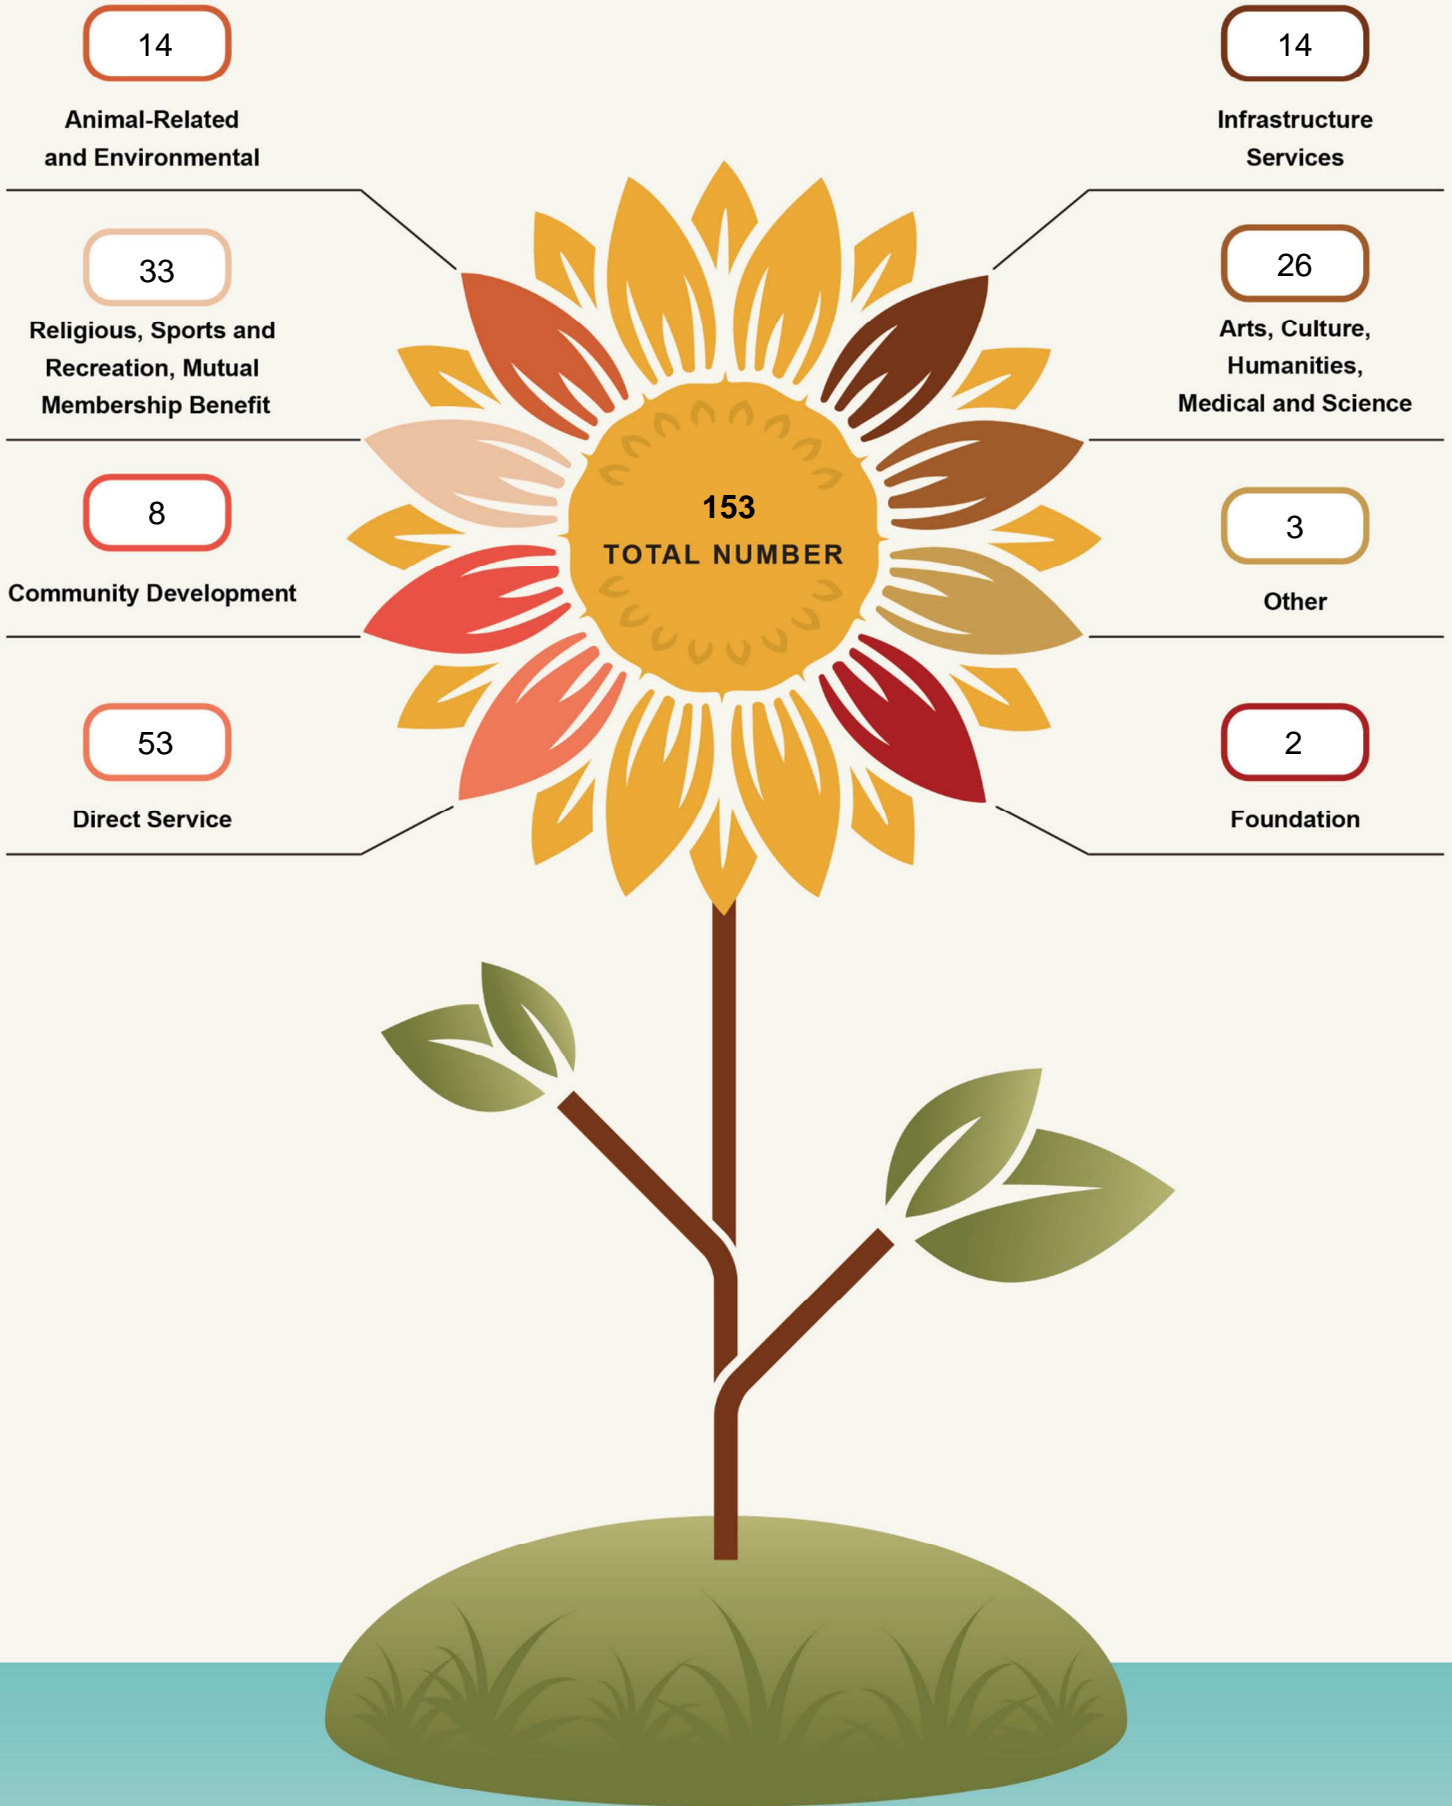 14
Animal-Related
and Environmental
33
Religious, Sports and
Recreation, Mutual
Membership Benefit
8
Community Development
53
Direct Service
153
TOTAL NUMBER
14
Infrastructure
Services
26
Arts, Culture,
Humanities,
Medical and Science
3
Other
2
Foundation